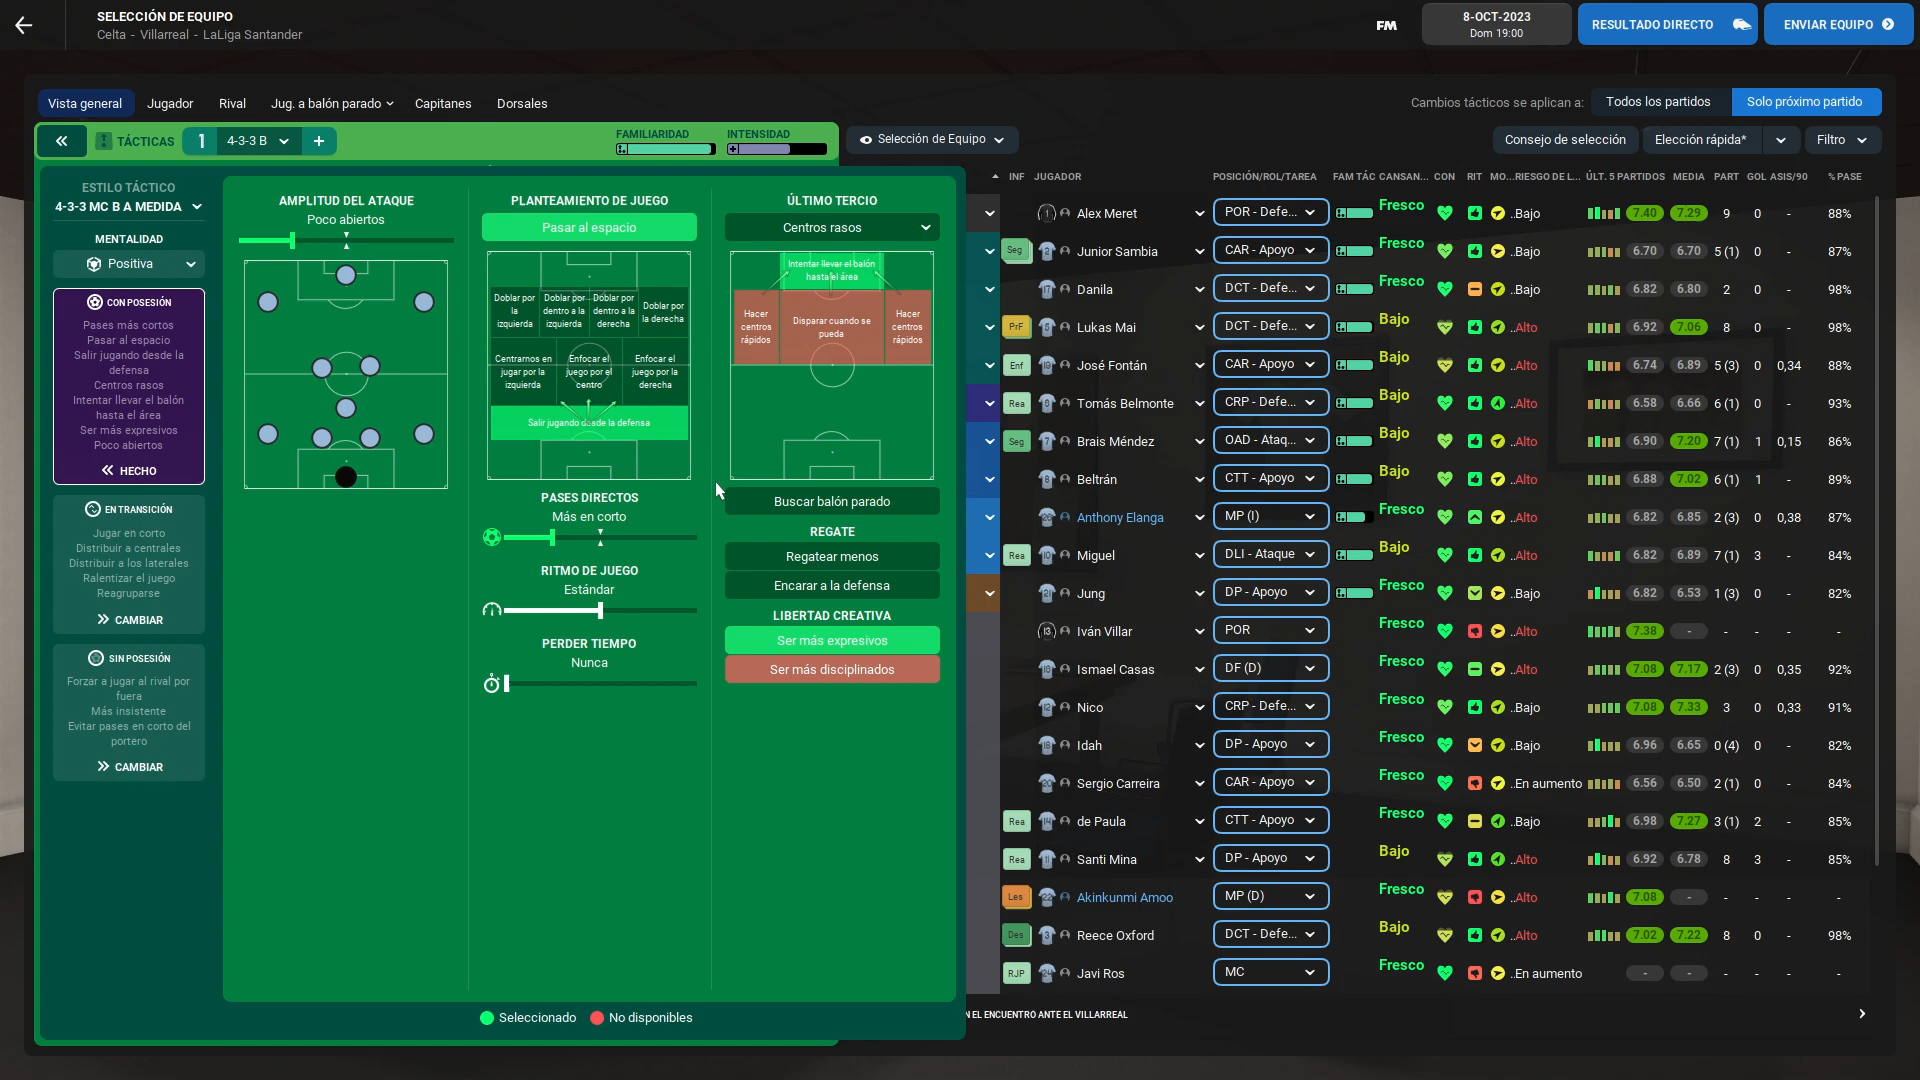 SELECCIÓN DE EQUIPO
Celta - Villarreal - LaLiga Santander
FM
8-OCT-2023
Dom 19:00
RESULTADO DIRECTO
ENVIAR EQUIPO
Vista general
Jugador
Rival
Jug. a balón parado
Capitanes
Dorsales
Cambios tácticos se aplican a:
Todos los partidos
Solo próximo partido
TÁCTICAS
1
4-3-3 B
FAMILIARIDAD
INTENSIDAD
Selección de Equipo
Consejo de selección
Elección rápida*
Filtro
ESTILO TÁCTICO
4-3-3 MC B A MEDIDA
MENTALIDAD
Positiva
CON POSESIÓN
Pases más cortos
Pasar al espacio
Salir jugando desde la
defensa
Centros rasos
Intentar llevar el balón
hasta el área
Ser más expresivos
Poco abiertos
HECHO
EN TRANSICIÓN
Jugar en corto
Distribuir a centrales
Distribuir a los laterales
Ralentizar el juego
Reagruparse
CAMBIAR
SIN POSESIÓN
Forzar a jugar al rival por
fuera
Más insistente
Evitar pases en corto del
portero
CAMBIAR
AMPLITUD DEL ATAQUE
Poco abiertos
PLANTEAMIENTO DE JUEGO
Pasar al espacio
Doblar por
la
izquierda
Doblar por
dentro a la
izquierda
Doblar por
dentro a la
derecha
Doblar por
la derecha
Centrarnos en
jugar por la
izquierda
Enfocar el
juego por el
centro
Enfocar el
juego por la
derecha
Salir jugando desde la defensa
PASES DIRECTOS
Más en corto
RITMO DE JUEGO
Estándar
PERDER TIEMPO
Nunca
ÚLTIMO TERCIO
Centros rasos
Intentar llevar el balón
hasta el área
Hacer
centros
rápidos
Disparar cuando se
pueda
Hacer
centros
rápidos
Buscar balón parado
REGATE
Regatear menos
Encarar a la defensa
LIBERTAD CREATIVA
Ser más expresivos
Ser más disciplinados
Seleccionado
No disponibles
INF JUGADOR POSICIÓN/ROL/TAREA FAM TÁC CANSAN... CON RIT MO... RIESGO DE L... ÚLT. 5 PARTIDOS MEDIA PART GOL ASIS/90 % PASE
1 Alex Meret POR - Defe... Fresco ..Bajo 7.40 7.29 9 0 - 88%
Seg 2 Junior Sambia CAR - Apoyo Fresco ..Bajo 6.70 6.70 5 (1) 0 - 87%
Danila DCT - Defe... Fresco ..Bajo 6.82 6.80 2 0 - 98%
PrF 5 Lukas Mai DCT - Defe... Bajo ..Alto 6.92 7.06 8 0 - 98%
Enf José Fontán CAR - Apoyo Bajo ..Alto 6.74 6.89 5 (3) 0 0,34 88%
Rea 6 Tomás Belmonte CRP - Defe... Bajo ..Alto 6.58 6.66 6 (1) 0 - 93%
Seg 7 Brais Méndez OAD - Ataq... Bajo ..Alto 6.90 7.20 7 (1) 1 0,15 86%
8 Beltrán CTT - Apoyo Bajo ..Alto 6.88 7.02 6 (1) 1 - 89%
Anthony Elanga MP (I) Fresco ..Alto 6.82 6.85 2 (3) 0 0,38 87%
Rea 10 Miguel DLI - Ataque Bajo ..Alto 6.82 6.89 7 (1) 3 - 84%
Jung DP - Apoyo Fresco ..Bajo 6.82 6.53 1 (3) 0 - 82%
13 Iván Villar POR Fresco ..Alto 7.38 - - - - -
Ismael Casas DF (D) Fresco ..Alto 7.08 7.17 2 (3) 0 0,35 92%
12 Nico CRP - Defe... Fresco ..Bajo 7.08 7.33 3 0 0,33 91%
Idah DP - Apoyo Fresco ..Bajo 6.96 6.65 0 (4) 0 - 82%
Sergio Carreira CAR - Apoyo Fresco ..En aumento 6.56 6.50 2 (1) 0 - 84%
Rea 14 de Paula CTT - Apoyo Fresco ..Bajo 6.98 7.27 3 (1) 2 - 85%
Rea 11 Santi Mina DP - Apoyo Bajo ..Alto 6.92 6.78 8 3 - 85%
Les Akinkunmi Amoo MP (D) Fresco ..Alto 7.08 - - - - -
Des 3 Reece Oxford DCT - Defe... Bajo ..Alto 7.02 7.22 8 0 - 98%
RJP Javi Ros MC Fresco ..En aumento - - - - - -
EL ENCUENTRO ANTE EL VILLARREAL